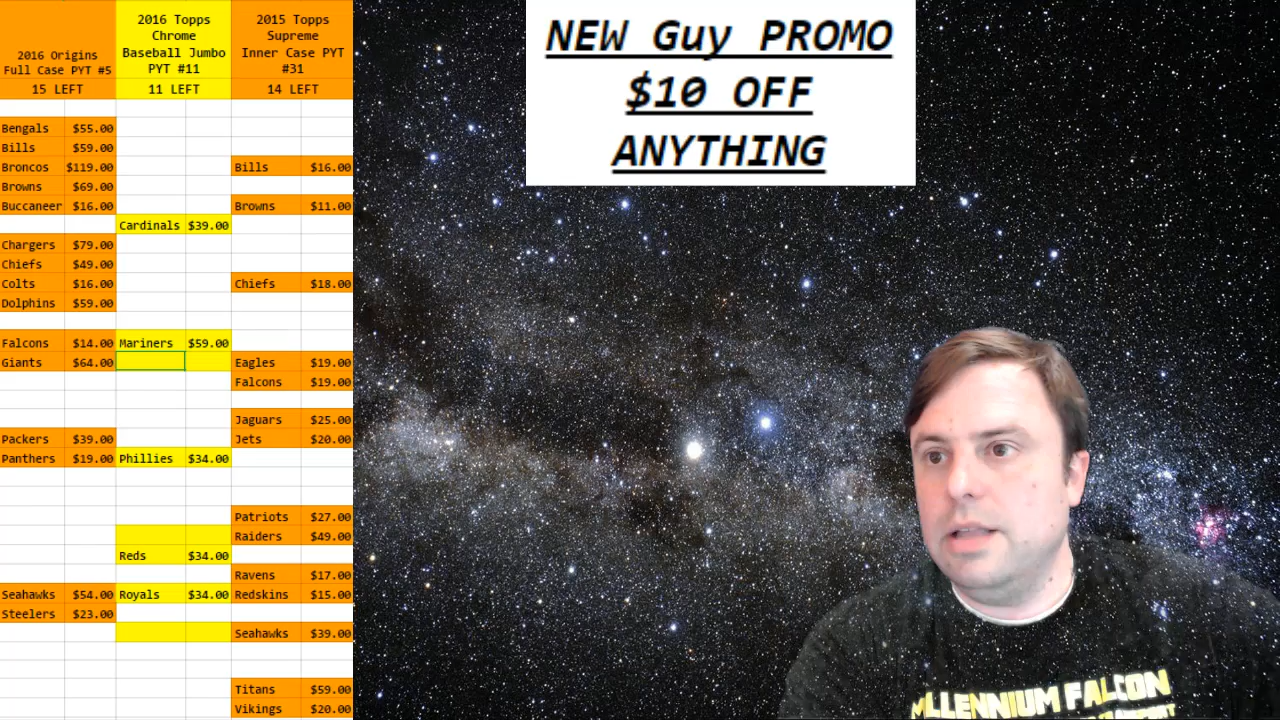 2016 Origins
Full Case PYT #5
15 LEFT
2016 Topps
Chrome
Baseball Jumbo
PYT #11
11 LEFT
2015 Topps
Supreme
Inner Case PYT
#31
14 LEFT
NEW Guy PROMO
$10 OFF
ANYTHING
Bengals $55.00
Bills $59.00
Broncos $119.00 Bills $16.00
Browns $69.00
Buccaneer $16.00 Browns $11.00
Cardinals $39.00
Chargers $79.00
Chiefs $49.00
Colts $16.00 Chiefs $18.00
Dolphins $59.00
Falcons $14.00 Mariners $59.00
Giants $64.00 Eagles $19.00
Falcons $19.00
Jaguars $25.00
Packers $39.00 Jets $20.00
Panthers $19.00 Phillies $34.00
Patriots $27.00
Raiders $49.00
Reds $34.00
Ravens $17.00
Seahawks $54.00 Royals $34.00 Redskins $15.00
Steelers $23.00
Seahawks $39.00
Titans $59.00
Vikings $20.00
MILLENNIUM FALCON